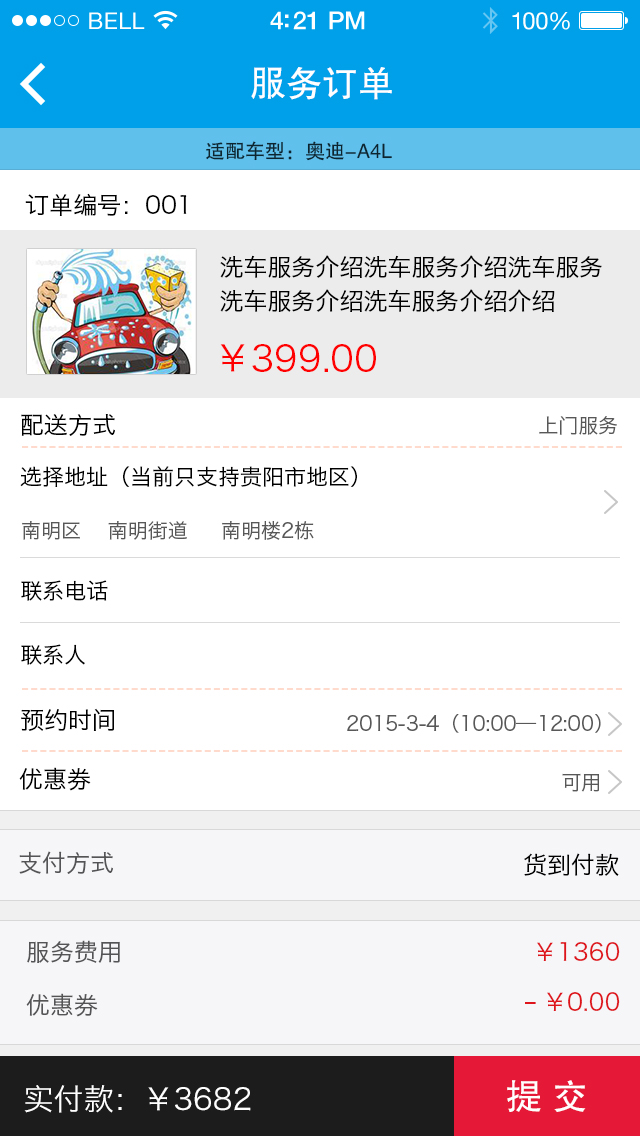 BELL 4:21 PM 100%
服务订单
适配车型：奥迪-A4L
订单编号：001
洗车服务介绍洗车服务介绍洗车服务
洗车服务介绍洗车服务介绍介绍
￥399.00
配送方式 上门服务
选择地址（当前只支持贵阳市地区）
南明区 南明街道 南明楼2栋
联系电话
联系人
预约时间 2015-3-4（10:00—12:00）
优惠券 可用
支付方式 货到付款
服务费用 ￥1360
优惠券 - ￥0.00
实付款：￥3682 提 交